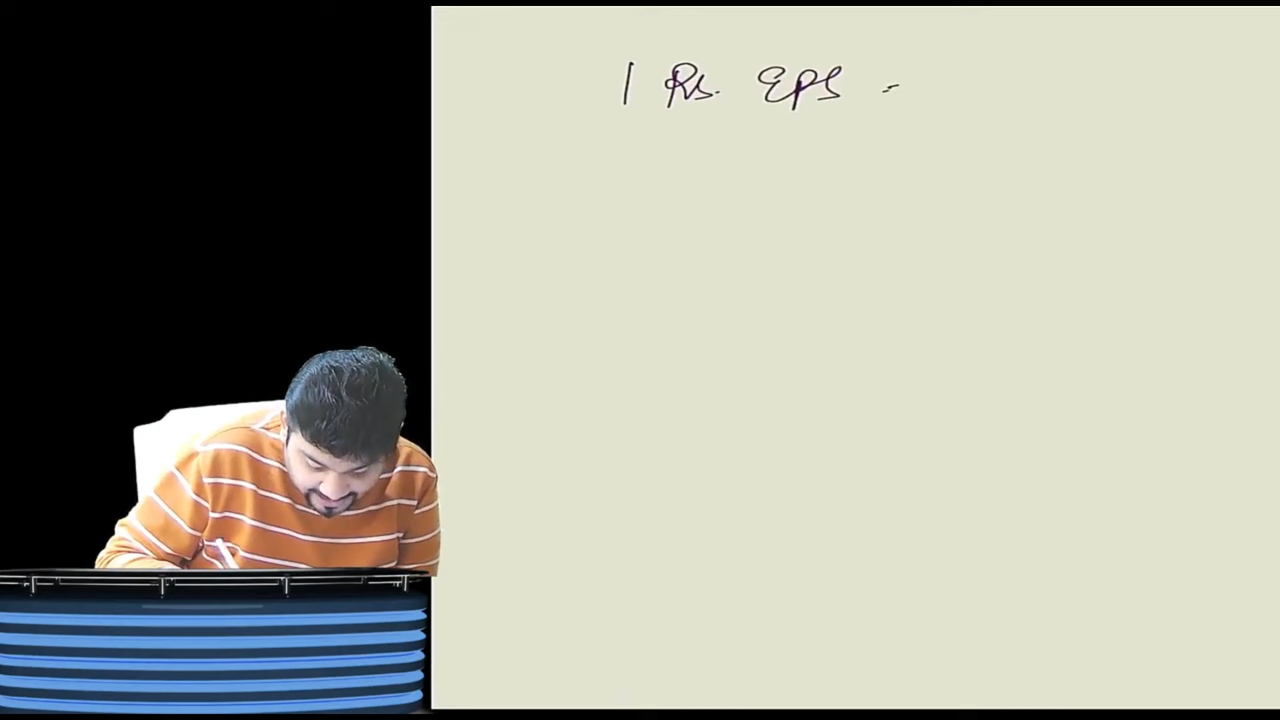 1 Rs. EPS =